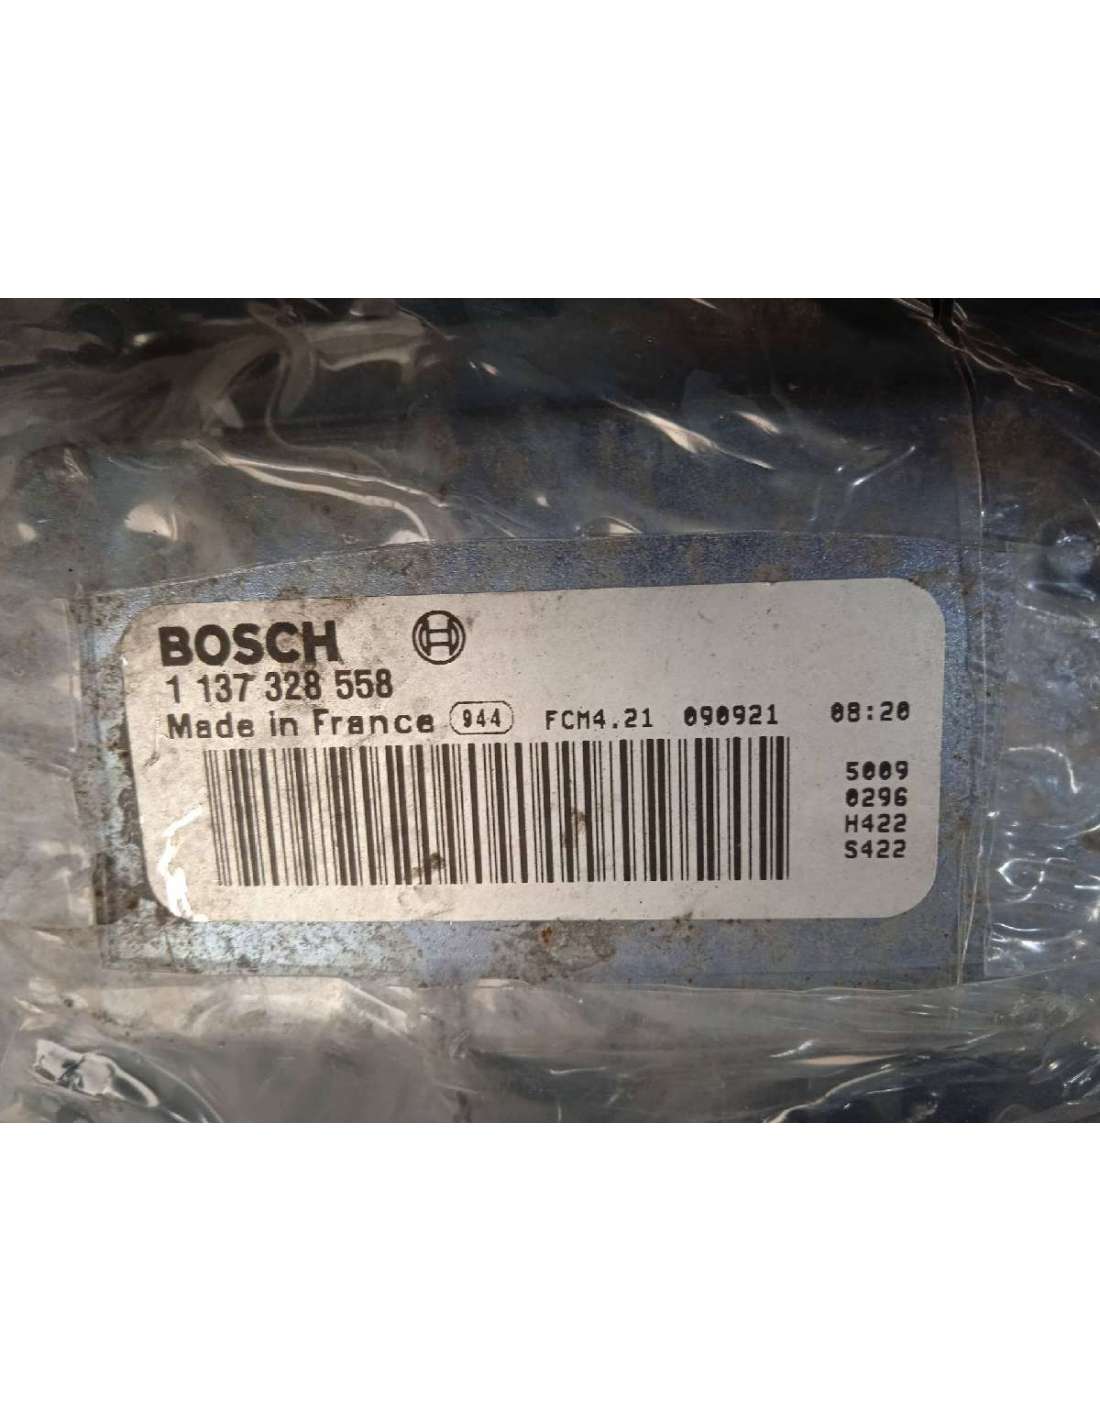 BOSCH
1 137 328 558
Made in France 944 FCM4.21 090921 08:20
5009
0296
H422
S422